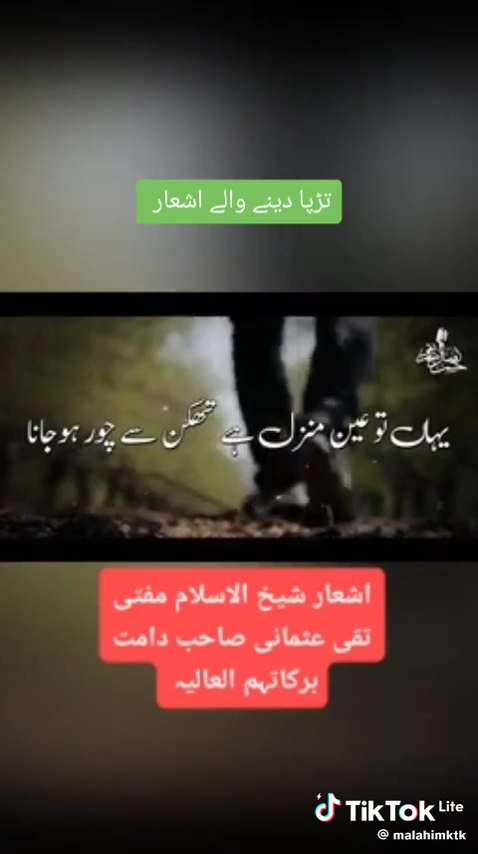 تڑپا دینے والے اشعار
یہاں تو عین منزل ہے تھکن سے چور ہو جانا
اشعار شیخ الاسلام مفتی
تقی عثمانی صاحب دامت
برکاتہم العالیہ
TikTok Lite
@ malahimktk